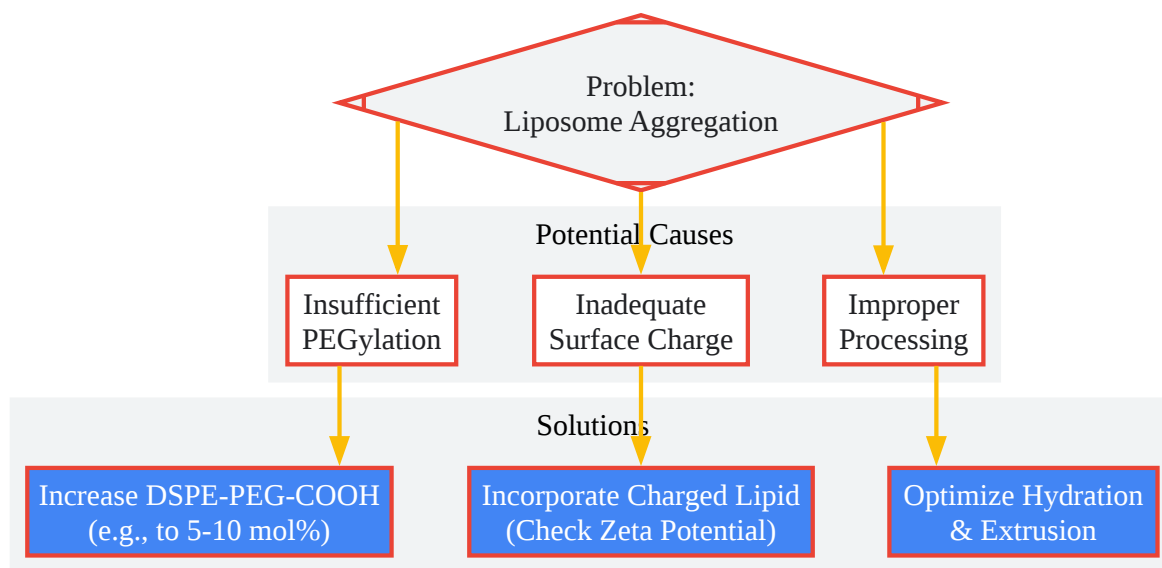 Problem:
Liposome Aggregation
Potential Causes
Insufficient
PEGylation
Inadequate
Surface Charge
Improper
Processing
Solutions
Increase DSPE-PEG-COOH
(e.g., to 5-10 mol%)
Incorporate Charged Lipid
(Check Zeta Potential)
Optimize Hydration
& Extrusion